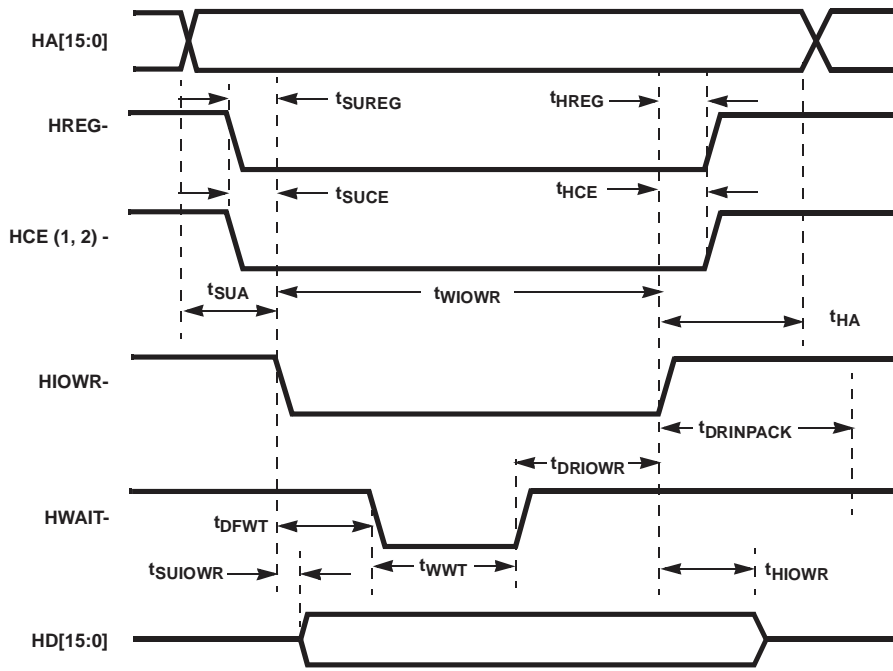 HA[15:0]
tSUREG
tHREG
HREG-
tSUCE
tHCE
HCE (1, 2) -
tSUA
tWIOWR
tHA
HIOWR-
tDRINPACK
tDRIOWR
HWAIT-
tDFWT
tSUIOWR
tWWT
tHIOWR
HD[15:0]